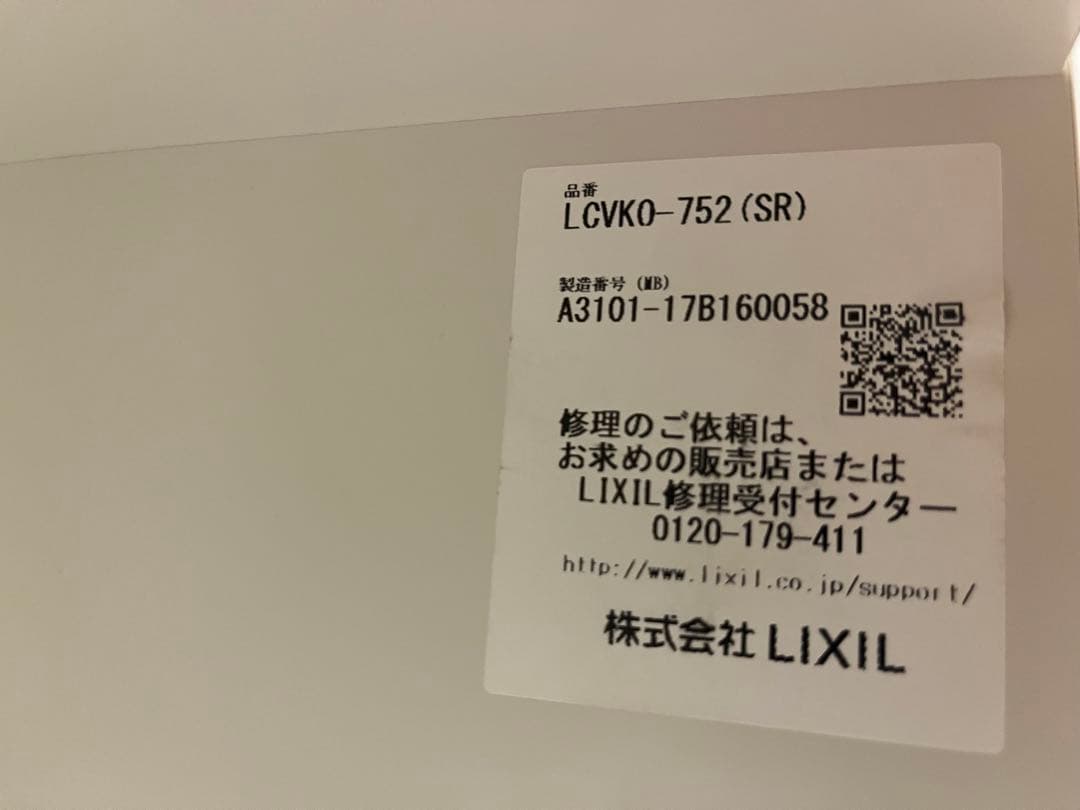 品番
LCVKO-752(SR)
製造番号 (MB)
A3101-17B160058
修理のご依頼は、
お求めの販売店または
LIXIL修理受付センター
0120-179-411
http://www.lixil.co.jp/support/
株式会社 LIXIL